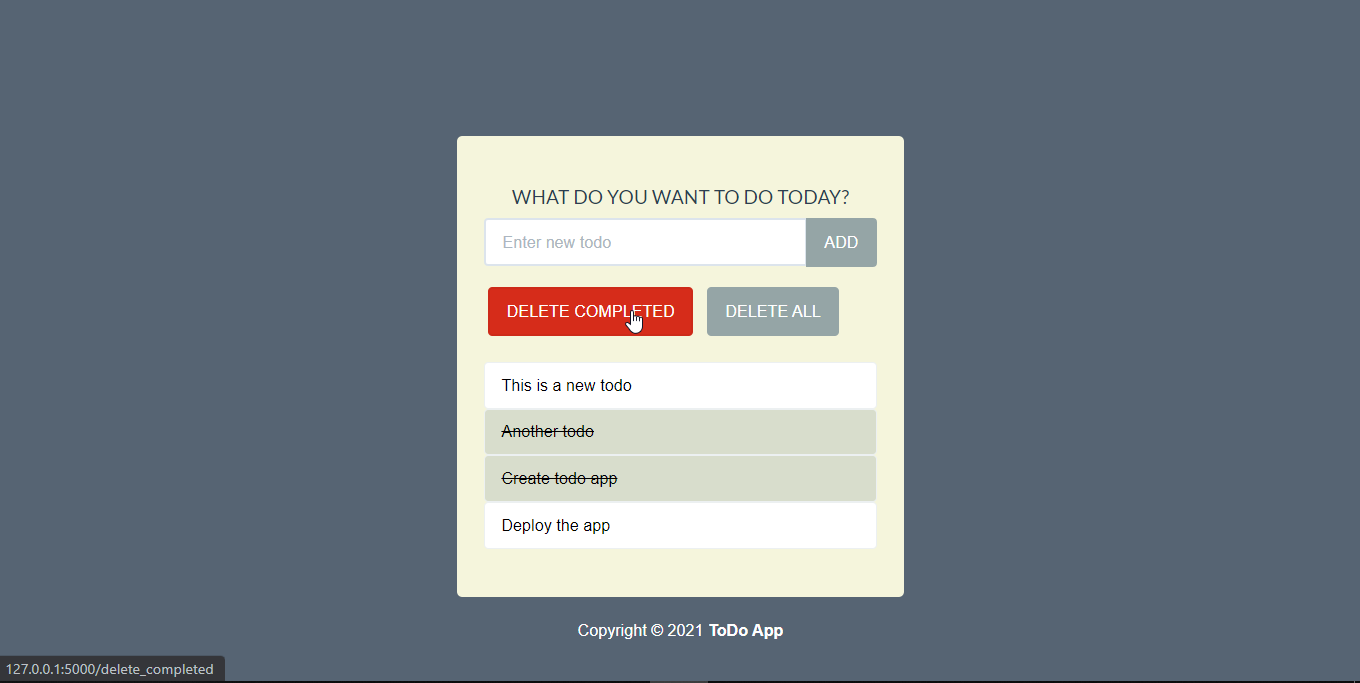 WHAT DO YOU WANT TO DO TODAY?
Enter new todo ADD
DELETE COMPLETED DELETE ALL
This is a new todo
Another todo
Create todo app
Deploy the app
Copyright © 2021 ToDo App
127.0.0.1:5000/delete_completed